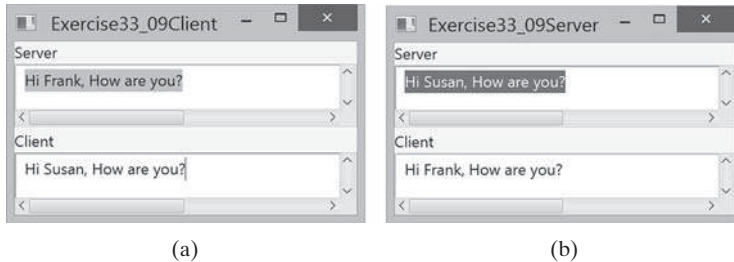 Exercise33_09Client
Server
Hi Frank, How are you?
Client
Hi Susan, How are you?
(a)
Exercise33_09Server
Server
Hi Susan, How are you?
Client
Hi Frank, How are you?
(b)